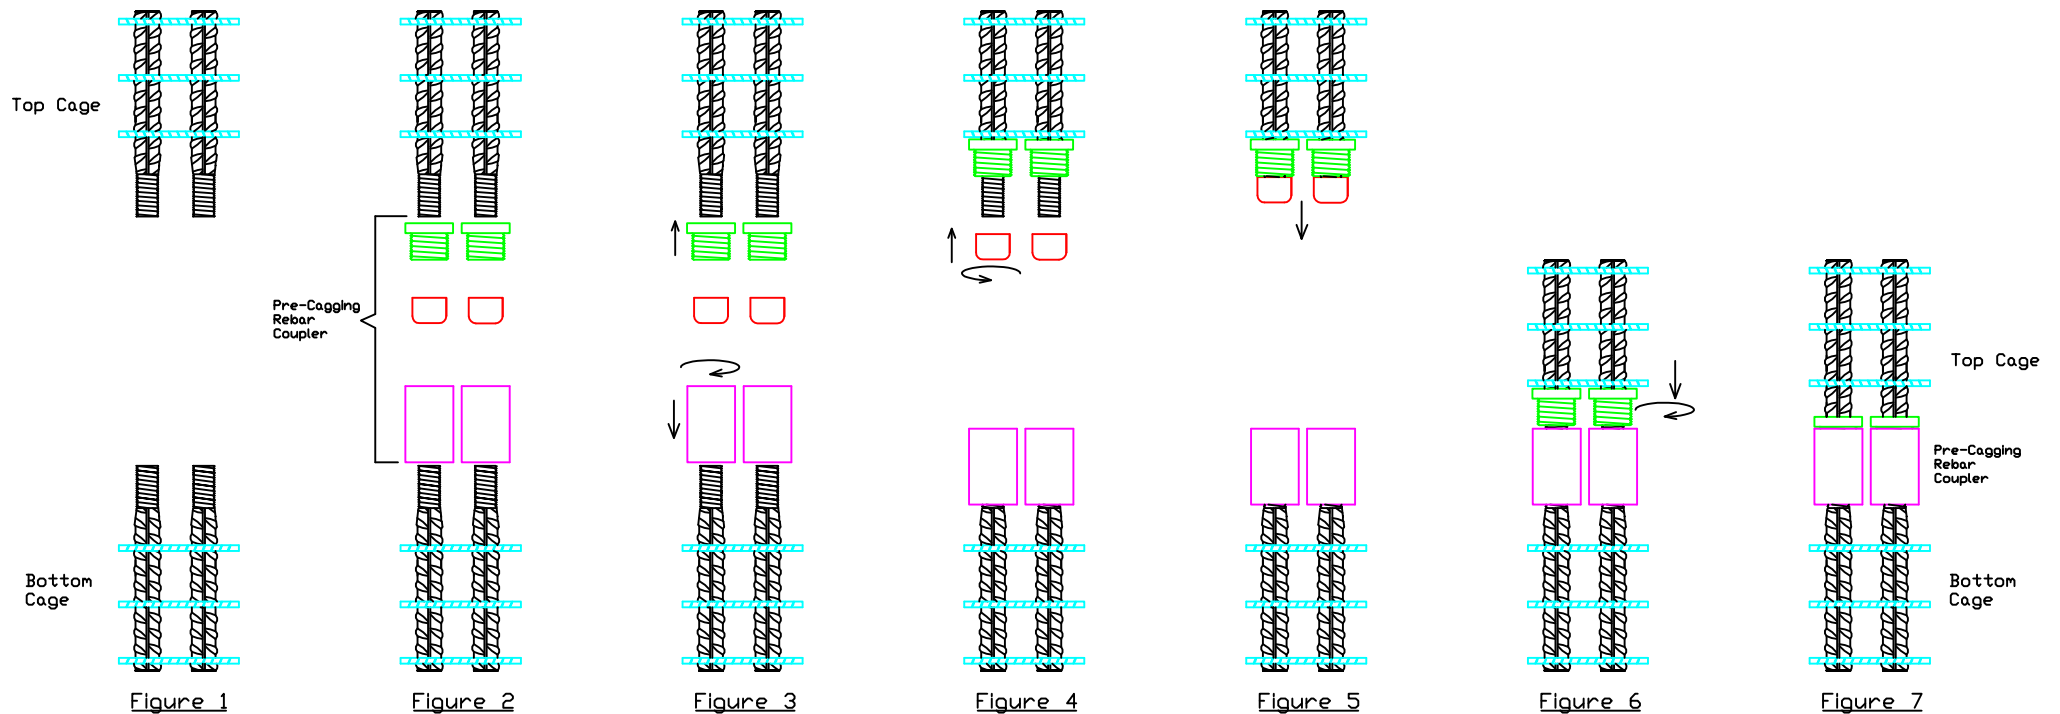 Top Cage
Bottom
Cage
Pre-Cagging
Rebar
Coupler
Top Cage
Pre-Cagging
Rebar
Coupler
Bottom
Cage
Figure 1
Figure 2
Figure 3
Figure 4
Figure 5
Figure 6
Figure 7